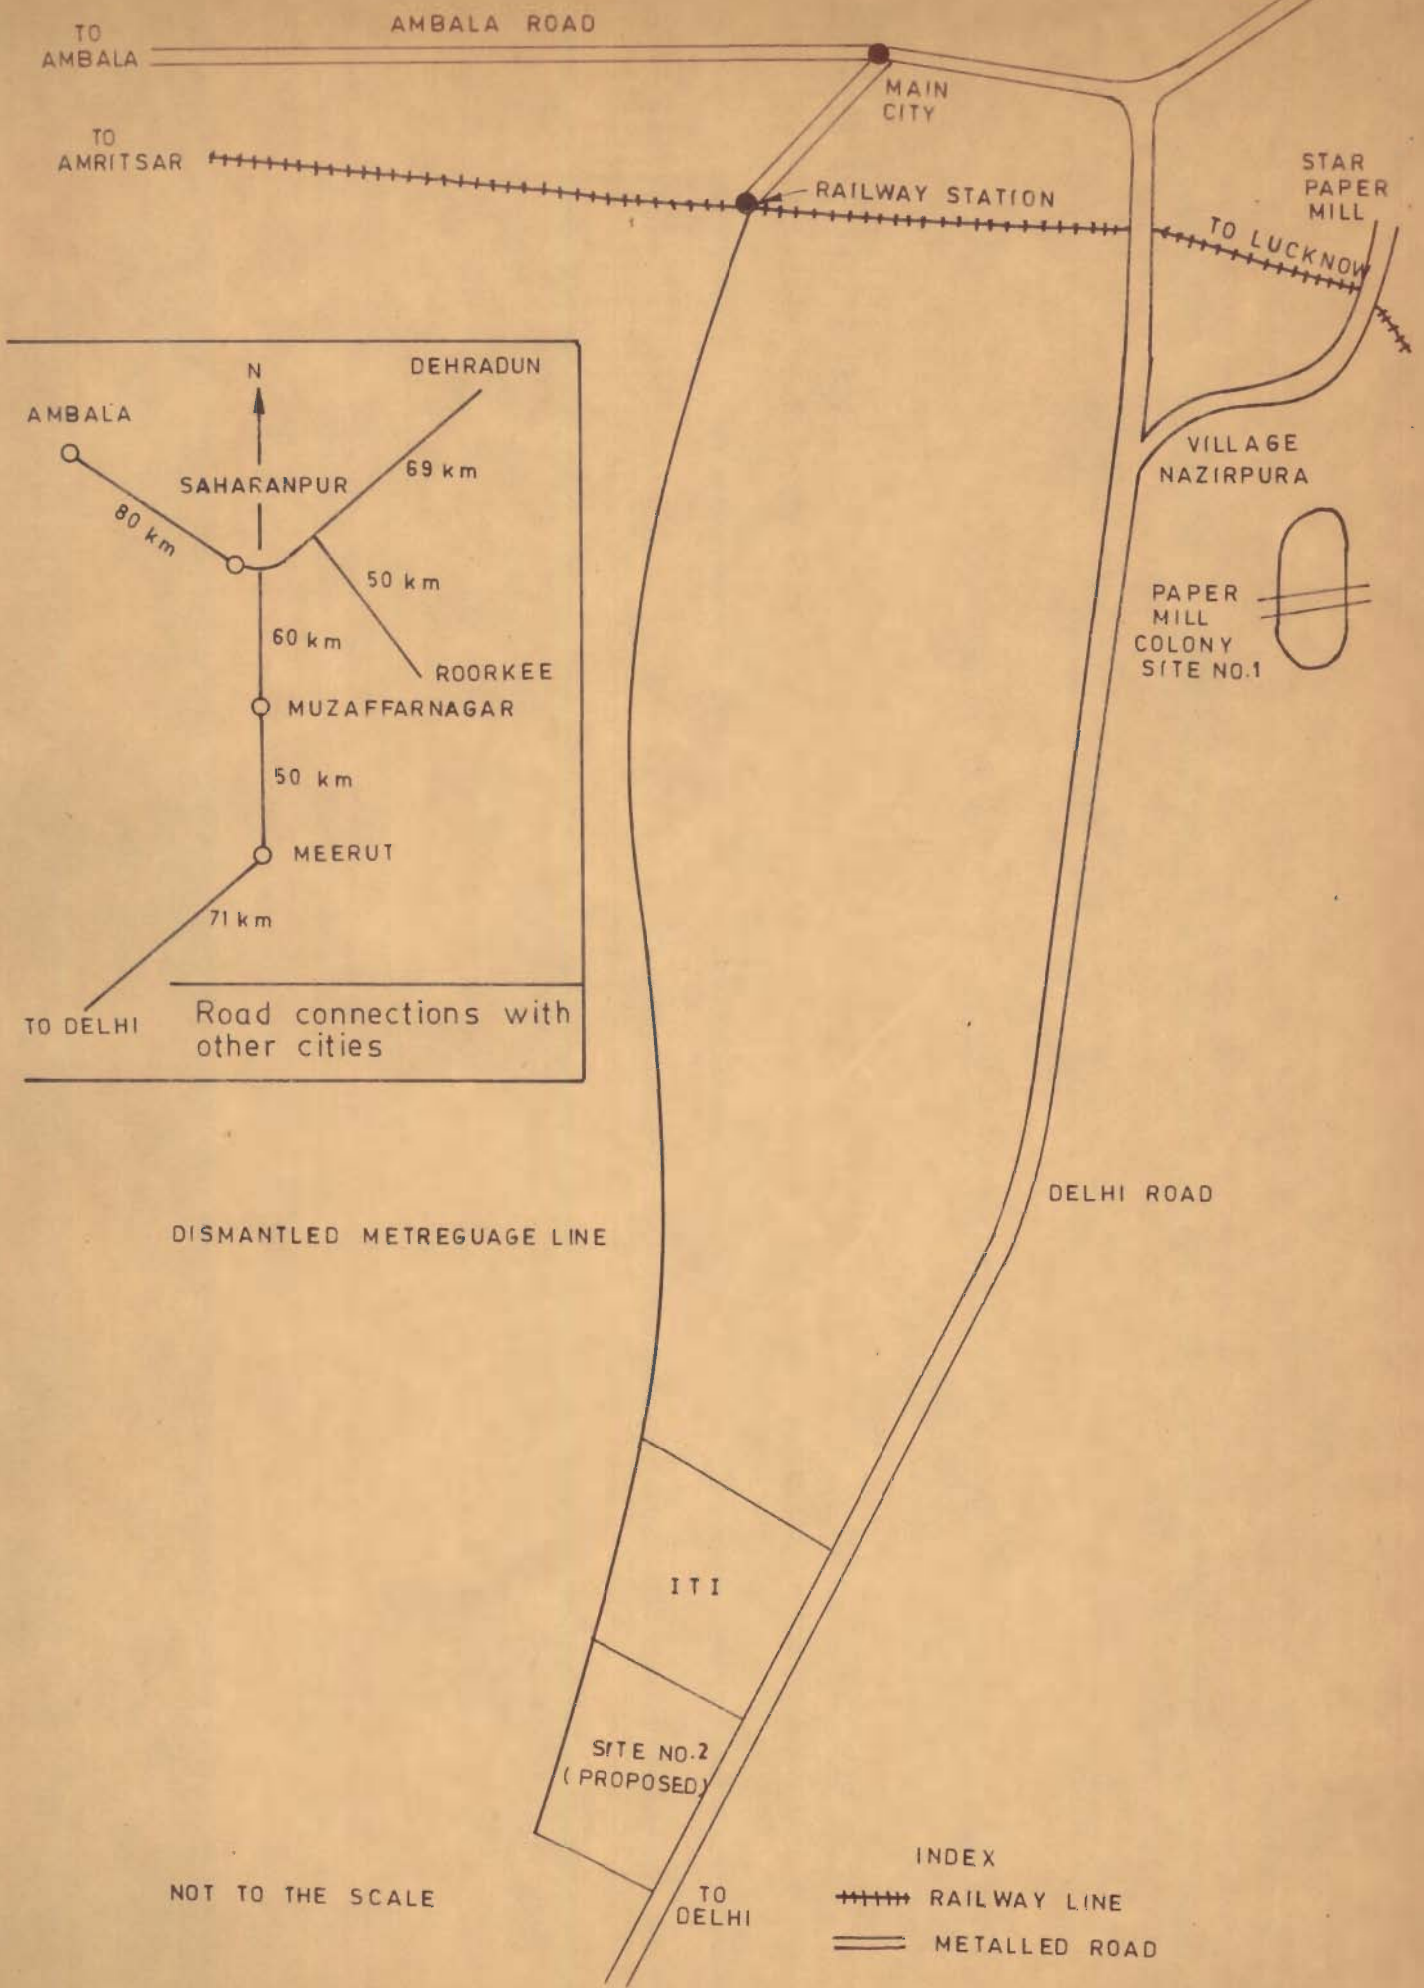 TO
AMBALA
AMBALA ROAD
MAIN
CITY
TO
AMRITSAR
RAILWAY STATION
STAR
PAPER
MILL
TO LUCKNOW
N
DEHRADUN
AMBALA
69 km
SAHARANPUR
80 km
50 km
60 km
ROORKEE
MUZAFFARNAGAR
50 km
MEERUT
71 km
TO DELHI
Road connections with
other cities
VILLAGE
NAZIRPURA
PAPER
MILL
COLONY
SITE NO.1
DELHI ROAD
DISMANTLED METREGUAGE LINE
ITI
SITE NO.2
(PROPOSED)
NOT TO THE SCALE
TO
DELHI
INDEX
RAILWAY LINE
METALLED ROAD